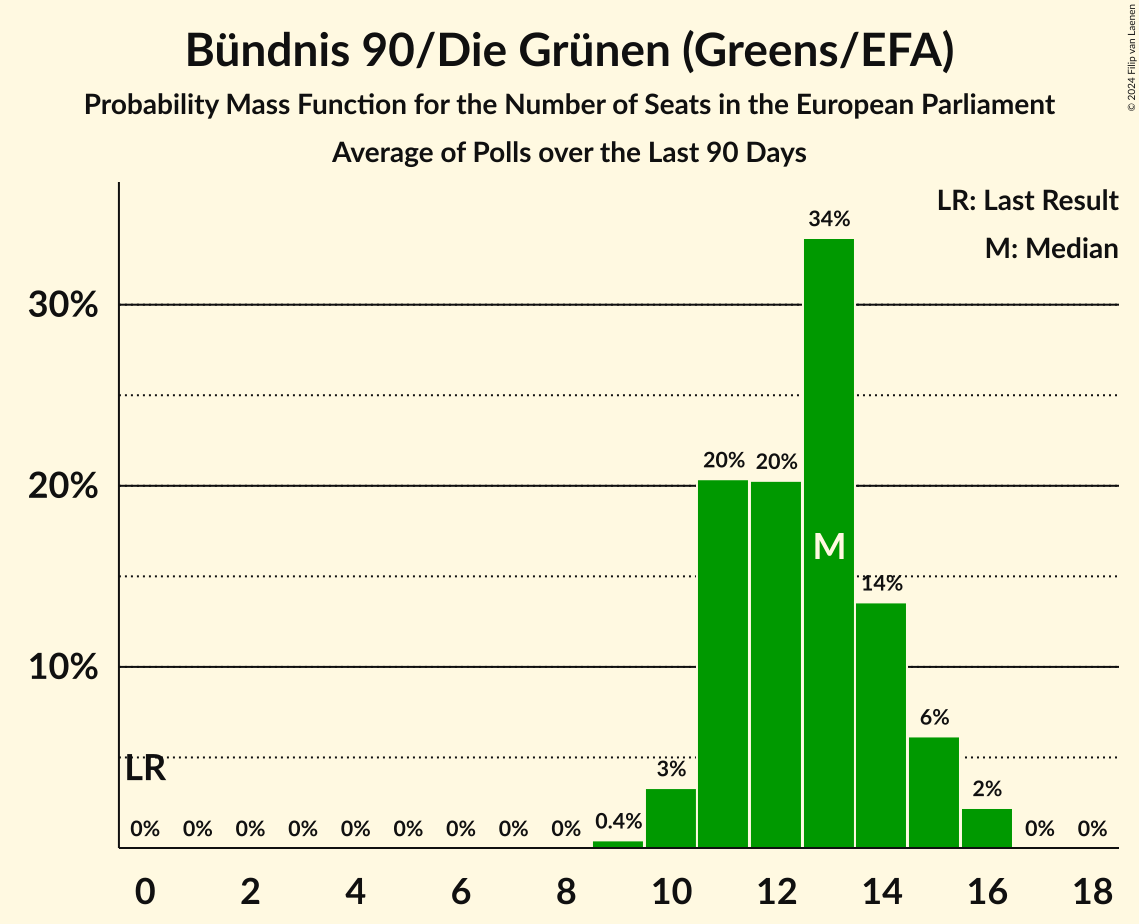 Bündnis 90/Die Grünen (Greens/EFA)
Probability Mass Function for the Number of Seats in the European Parliament
Average of Polls over the Last 90 Days
© 2024 Filip van Laenen
LR: Last Result
M: Median
34%
30%
20% 20%
20%
M
14%
10%
6%
LR
3%
2%
0% 0% 0% 0% 0% 0% 0% 0% 0% 0.4% 0% 0%
0 2 4 6 8 10 12 14 16 18